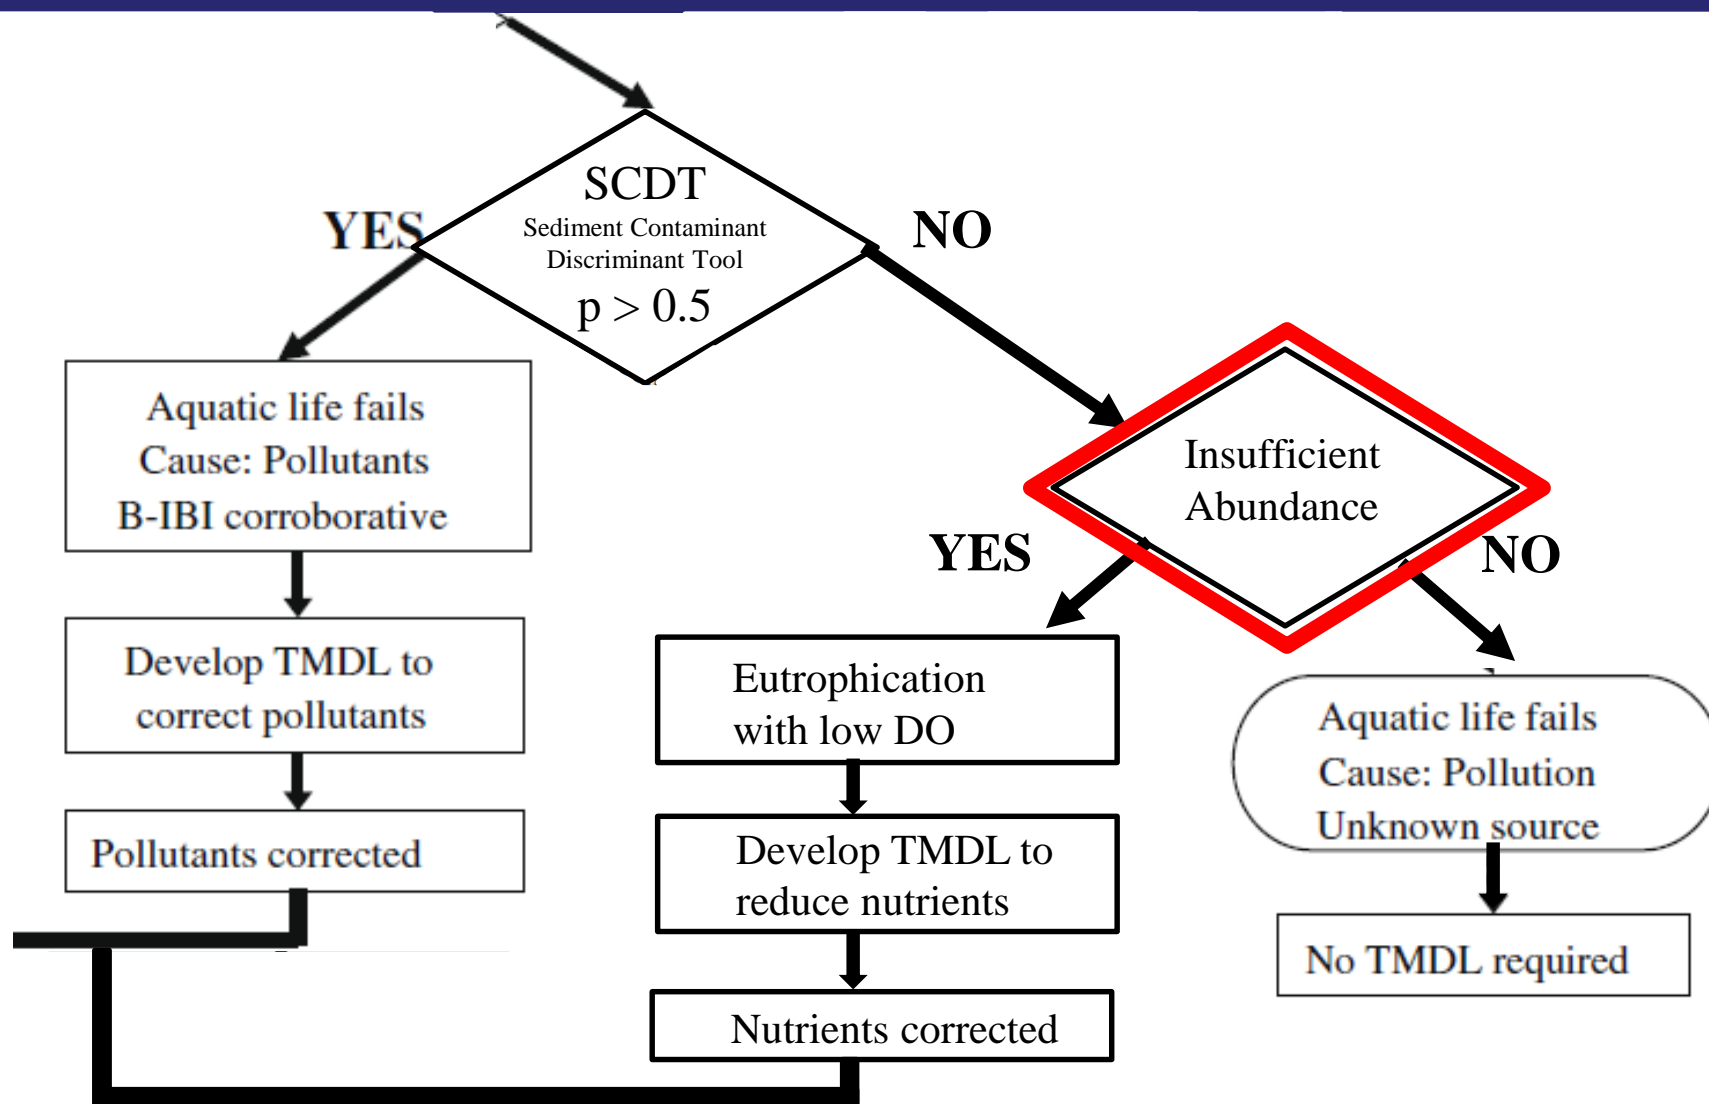 SCDT
Sediment Contaminant
Discriminant Tool
p > 0.5
YES
NO
Aquatic life fails
Cause: Pollutants
B-IBI corroborative
Insufficient
Abundance
YES
NO
Develop TMDL to
correct pollutants
Eutrophication
with low DO
Aquatic life fails
Cause: Pollution
Unknown source
Pollutants corrected
Develop TMDL to
reduce nutrients
No TMDL required
Nutrients corrected